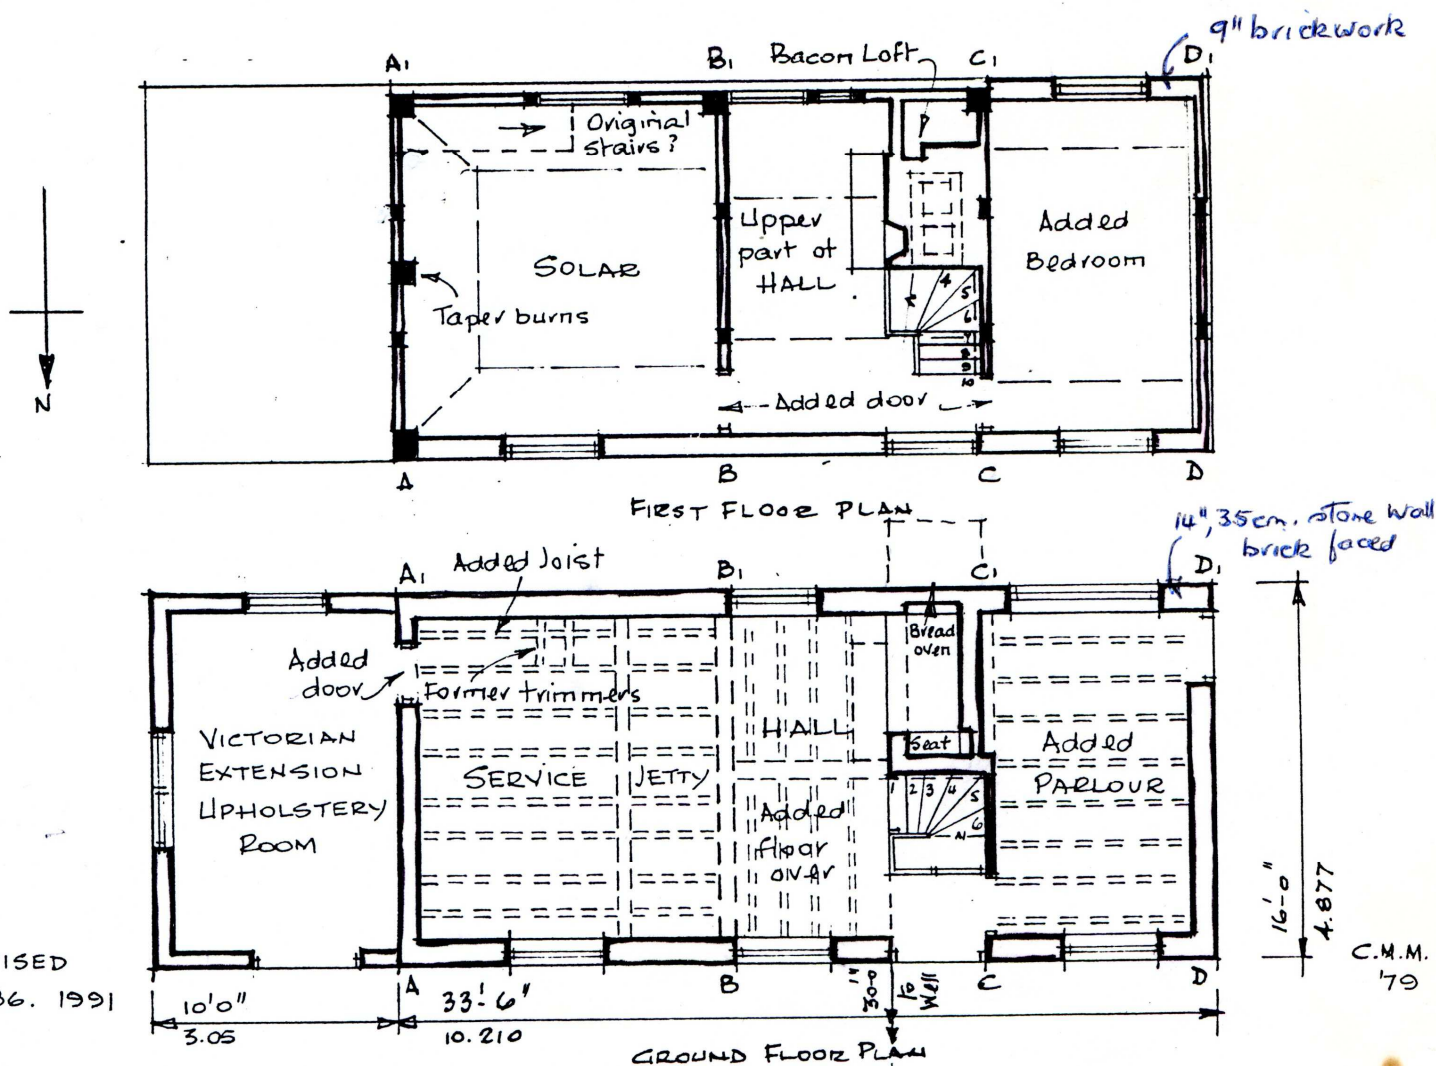 9" brickwork
A1
B1
Bacon Loft
C1
D1
Original
stairs?
SOLAR
Upper
part of
HALL
Added
Bedroom
Taper burns
4
5
6
7
8
9
10
N
Added door
A
B
C
D
FIRST FLOOR PLAN
14", 35cm. stone wall
brick faced
Added Joist
A1
B1
C1
D1
Added
door
Former trimmers
Bread
oven
VICTORIAN
EXTENSION
UPHOLSTERY
ROOM
SERVICE
JETTY
HALL
Seat
Added
PARLOUR
Added
floor
over
1
2
3
4
5
6
16'-0"
4.877
C.M.M.
'79
ISED
86. 1991
A
B
C
D
10'0"
3.05
33'-6"
10.210
30-0"
to
Well
GROUND FLOOR PLAN